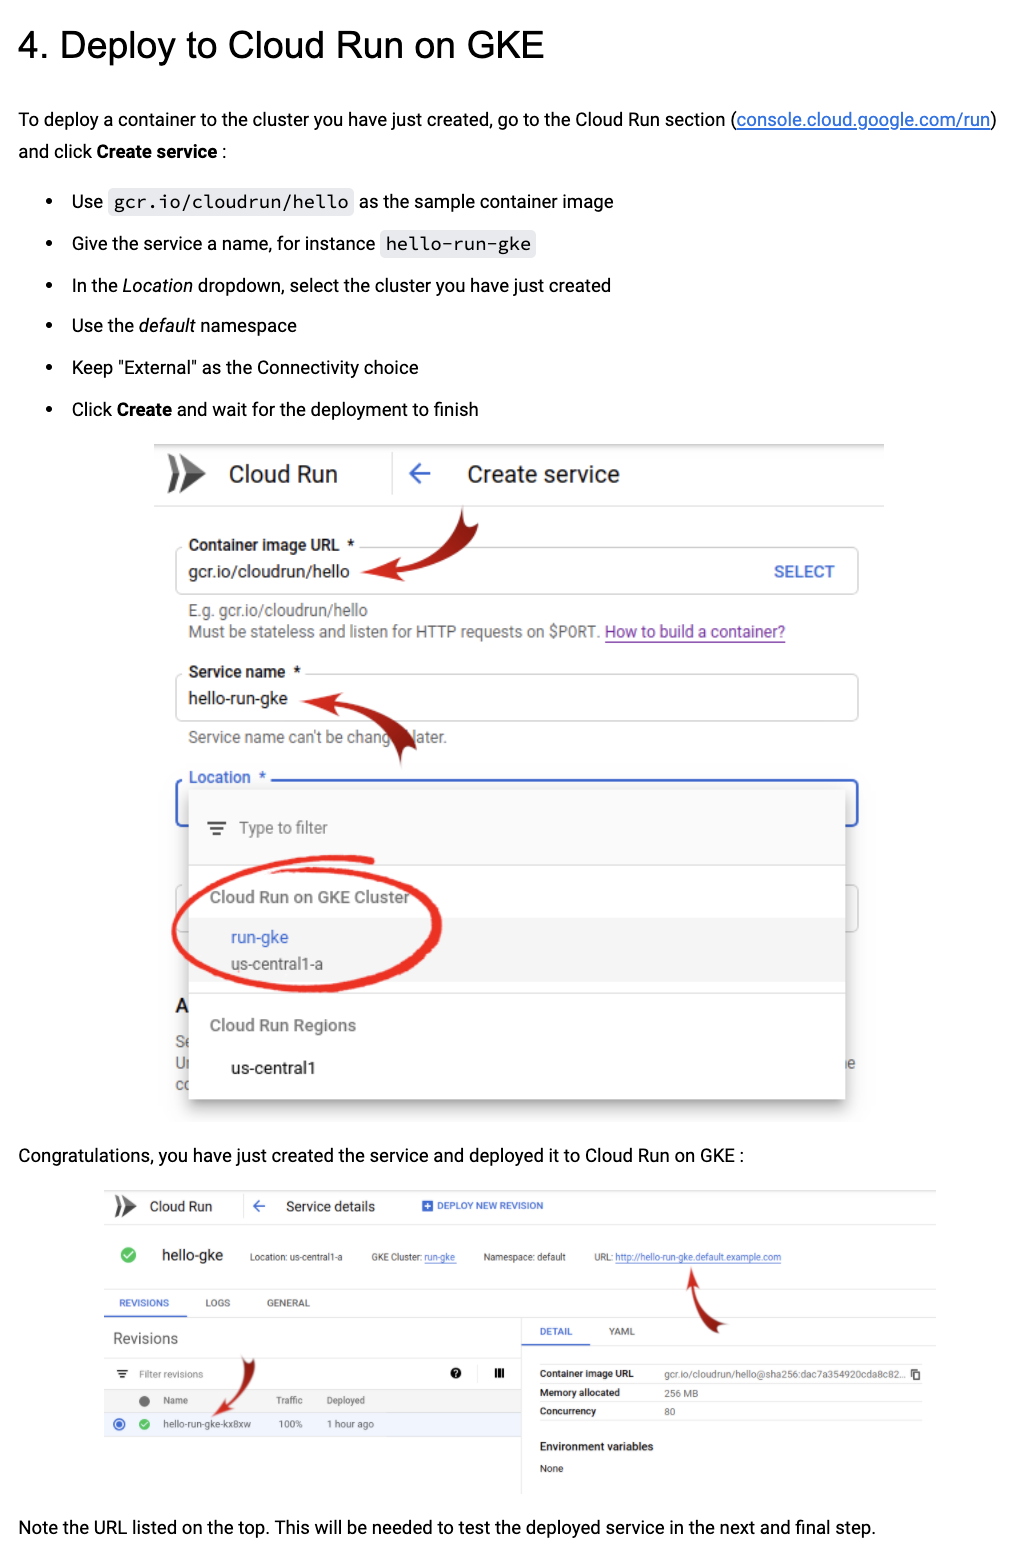 4. Deploy to Cloud Run on GKE
To deploy a container to the cluster you have just created, go to the Cloud Run section (console.cloud.google.com/run)
and click Create service :
• Use gcr.io/cloudrun/hello as the sample container image
• Give the service a name, for instance hello-run-gke
• In the Location dropdown, select the cluster you have just created
• Use the default namespace
• Keep "External" as the Connectivity choice
• Click Create and wait for the deployment to finish
Cloud Run Create service
Container image URL *
gcr.io/cloudrun/hello SELECT
E.g. gcr.io/cloudrun/hello
Must be stateless and listen for HTTP requests on $PORT. How to build a container?
Service name *
hello-run-gke
Service name can't be chang later.
Location *
Type to filter
Cloud Run on GKE Cluster
run-gke
us-central1-a
Cloud Run Regions
us-central1
Congratulations, you have just created the service and deployed it to Cloud Run on GKE :
Cloud Run Service details DEPLOY NEW REVISION
hello-gke Location: us-central1-a GKE Cluster: run-gke Namespace: default URL: http://hello-run-gke.default.example.com
REVISIONS LOGS GENERAL
Revisions
Filter revisions
Name Traffic Deployed
hello-run-gke-kx8xw 100% 1 hour ago
DETAIL YAML
Container image URL gcr.io/cloudrun/hello@sha256:dac7a354920cda8c82...
Memory allocated 256 MB
Concurrency 80
Environment variables
None
Note the URL listed on the top. This will be needed to test the deployed service in the next and final step.